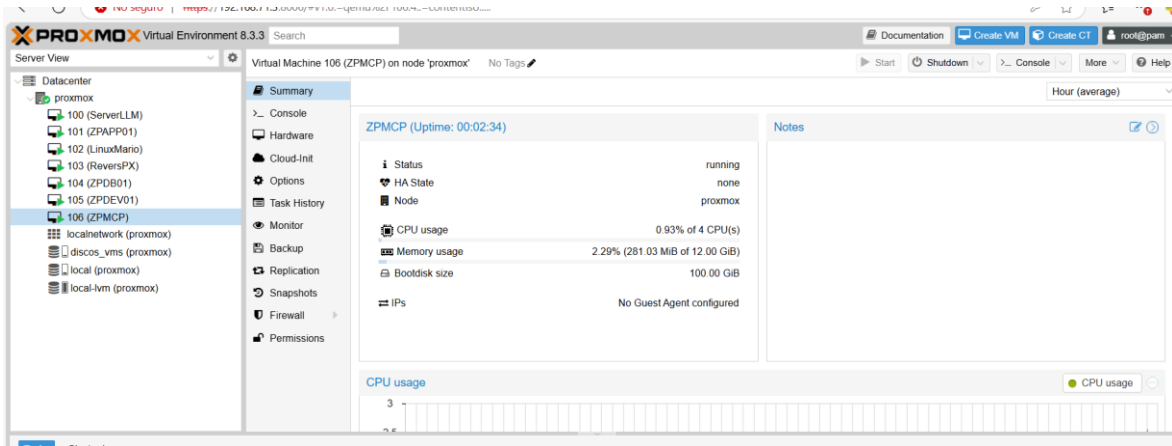 No seguro
PROXMOX Virtual Environment 8.3.3 Search
Documentation Create VM Create CT root@pam
Server View
Virtual Machine 106 (ZPMCP) on node 'proxmox' No Tags
Start Shutdown Console More Help
Datacenter
proxmox
100 (ServerLLM)
101 (ZPAPP01)
102 (LinuxMario)
103 (ReversPX)
104 (ZPDB01)
105 (ZPDEV01)
106 (ZPMCP)
localnetwork (proxmox)
discos_vms (proxmox)
local (proxmox)
local-lvm (proxmox)
Summary
Console
Hardware
Cloud-Init
Options
Task History
Monitor
Backup
Replication
Snapshots
Firewall
Permissions
Hour (average)
ZPMCP (Uptime: 00:02:34)
Status running
HA State none
Node proxmox
CPU usage 0.93% of 4 CPU(s)
Memory usage 2.29% (281.03 MiB of 12.00 GiB)
Bootdisk size 100.00 GiB
IPs No Guest Agent configured
Notes
CPU usage
CPU usage
3